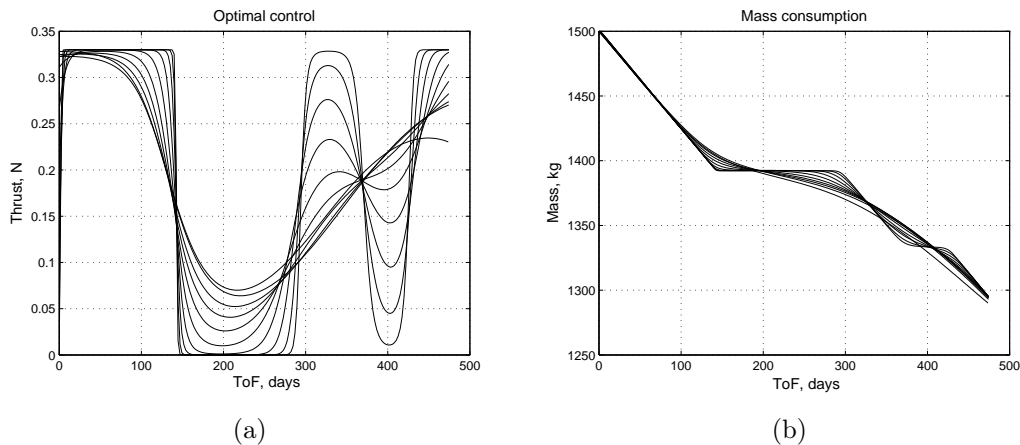 Optimal control
0.35
0.3
0.25
0.2
0.15
0.1
0.05
0
Thrust, N
0 100 200 300 400 500
ToF, days
(a)
Mass consumption
1500
1450
1400
1350
1300
1250
Mass, kg
0 100 200 300 400 500
ToF, days
(b)